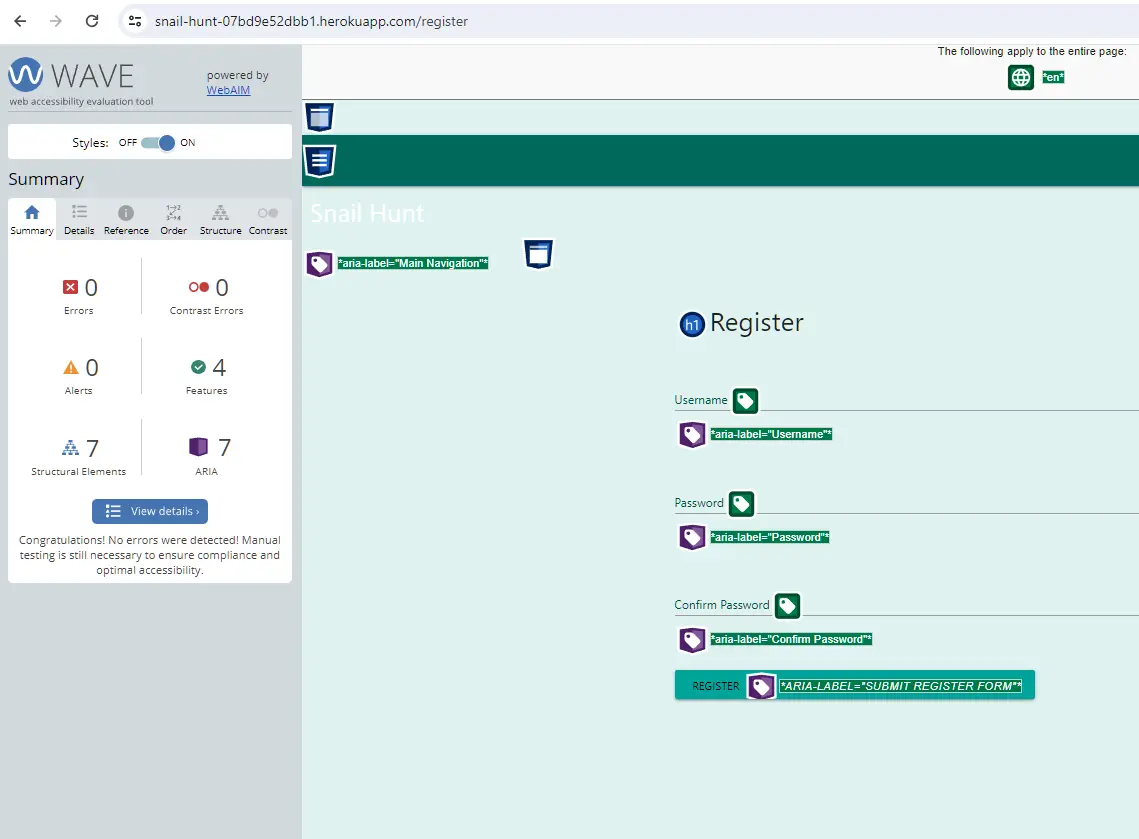 snail-hunt-07bd9e52dbb1.herokuapp.com/register
WAVE
web accessibility evaluation tool
powered by
WebAIM
Styles: OFF ON
Summary
Summary Details Reference Order Structure Contrast
0 0
Errors Contrast Errors
0 4
Alerts Features
7 7
Structural Elements ARIA
View details ›
Congratulations! No errors were detected! Manual
testing is still necessary to ensure compliance and
optimal accessibility.
The following apply to the entire page:
*en*
Snail Hunt
*aria-label="Main Navigation"*
h1 Register
Username
*aria-label="Username"*
Password
*aria-label="Password"*
Confirm Password
*aria-label="Confirm Password"*
REGISTER *ARIA-LABEL="SUBMIT REGISTER FORM"*